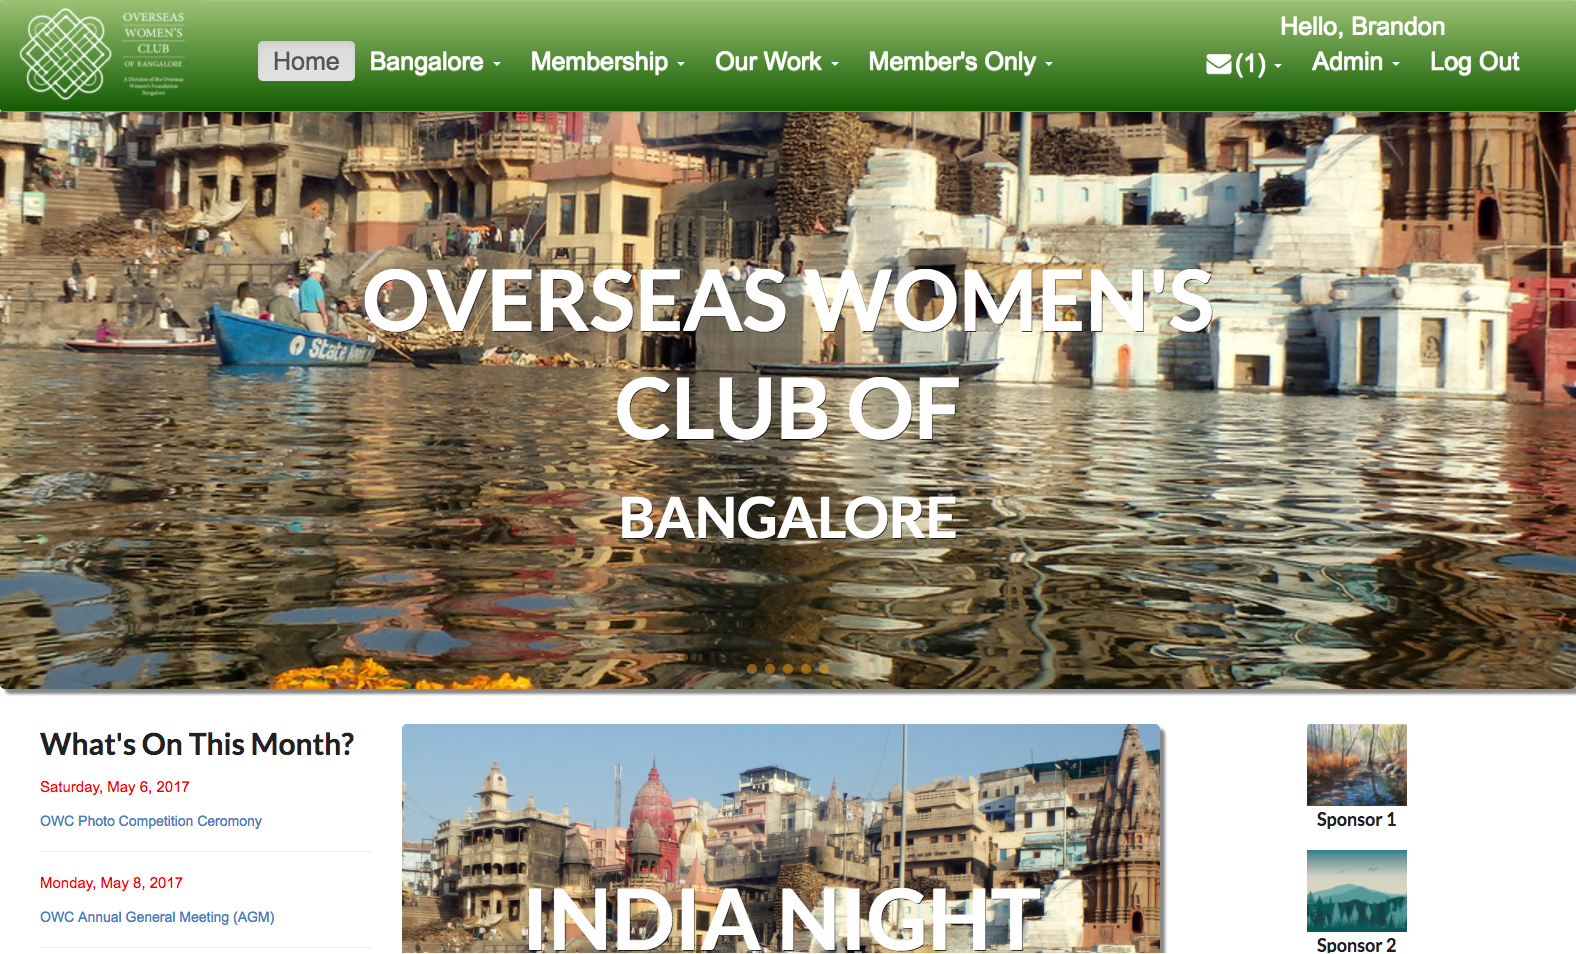 OVERSEAS
WOMEN'S
CLUB
OF BANGALORE
A Division of the Overseas
Women's Foundation
Bangalore
Hello, Brandon
Home
Bangalore
Membership
Our Work
Member's Only
(1)
Admin
Log Out
State
OVERSEAS WOMEN'S
CLUB OF
BANGALORE
What's On This Month?
Saturday, May 6, 2017
OWC Photo Competition Ceromony
Monday, May 8, 2017
OWC Annual General Meeting (AGM)
INDIA NIGHT
Sponsor 1
Sponsor 2